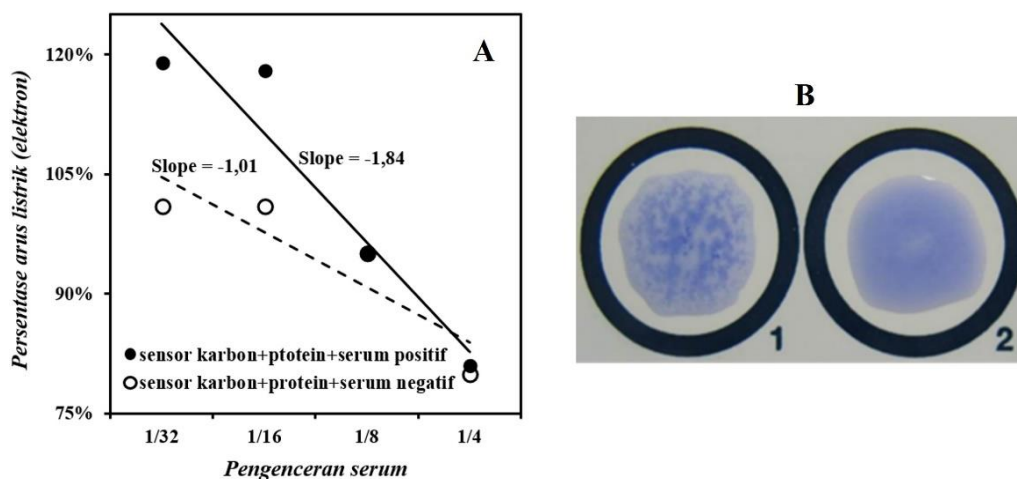 A
Persentase arus listrik (elektron)
120%
105%
90%
75%
Slope = -1,01
Slope = -1,84
sensor karbon+ptotein+serum positif
sensor karbon+protein+serum negatif
1/32
1/16
1/8
1/4
Pengenceran serum
B
1
2